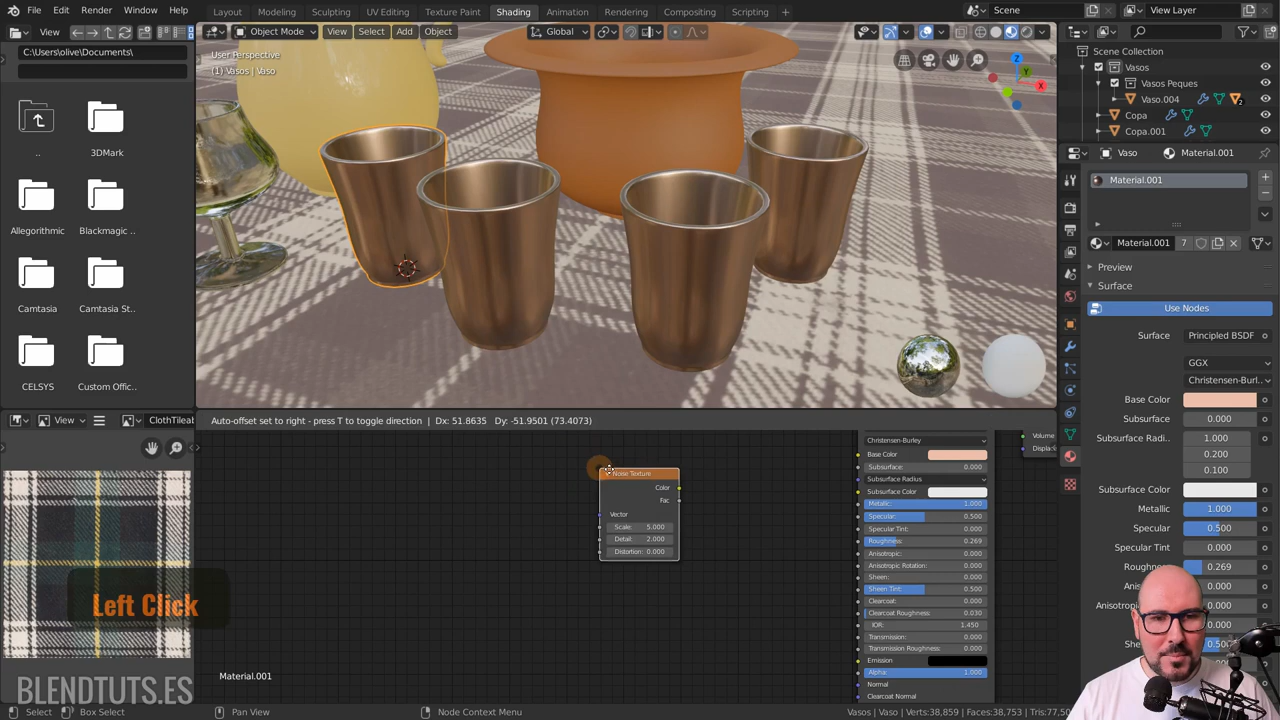 File Edit Render Window Help Layout Modeling Sculpting UV Editing Texture Paint Shading Animation Rendering Compositing Scripting + Scene View Layer
View Object Mode View Select Add Object Global
C:\Users\olive\Documents\
User Perspective
(1) Vasos | Vaso
..
3DMark
Allegorithmic
Blackmagic ..
Camtasia
Camtasia St..
CELSYS
Custom Offic...
Z
Y
X
Scene Collection
Vasos
Vasos Peques
Vaso.004
2
Copa
Copa.001
Vaso
Material.001
Material.001
Material.001
7
Preview
Surface
Use Nodes
Surface
Principled BSDF
GGX
Christensen-Burl..
Base Color
Subsurface
0.000
Subsurface Radi..
1.000
0.200
0.100
Subsurface Color
Metallic
1.000
Specular
0.500
Specular Tint
0.000
Roughness
0.269
0.000
0.000
0.000
View
Auto-offset set to right - press T to toggle direction | Dx: 51.8635 Dy: -51.9501 (73.4073)
Noise Texture
Color
Fac
Vector
Scale: 5.000
Detail: 2.000
Distortion: 0.000
Volume
Christensen-Burley
Base Color
Subsurface: 0.000
Subsurface Radius
Subsurface Color
Metallic: 1.000
Specular: 0.500
Specular Tint: 0.000
Roughness: 0.269
Anisotropic: 0.000
Anisotropic Rotation: 0.000
Sheen: 0.000
Sheen Tint: 0.500
Clearcoat: 0.000
Clearcoat Roughness: 0.030
IOR: 1.450
Transmission: 0.000
Transmission Roughness: 0.000
Emission
Alpha: 1.000
Normal
Clearcoat Normal
Left Click
Material.001
Select Box Select Pan View Node Context Menu Vasos | Vaso | Verts:38,859 | Faces:38,753 |